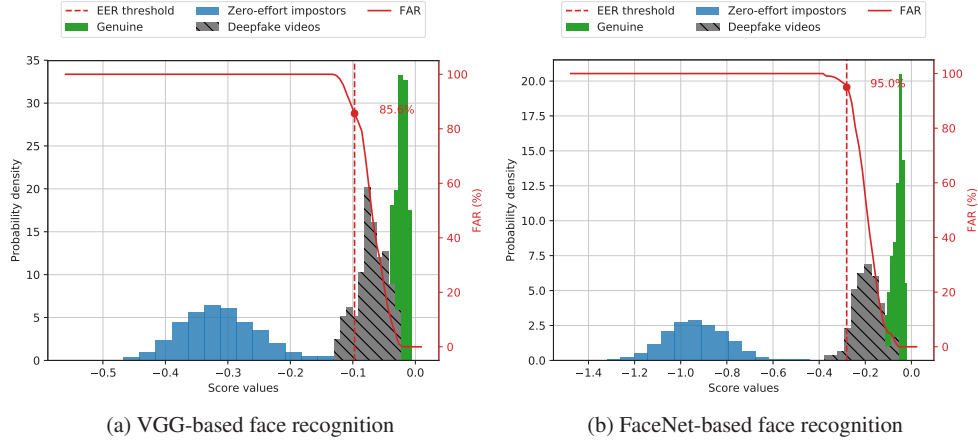 EER threshold
Genuine
Zero-effort impostors
Deepfake videos
FAR
35
30
25
20
15
10
5
0
Probability density
85.6%
100
80
60
40
20
0
FAR (%)
−0.5 −0.4 −0.3 −0.2 −0.1 0.0
Score values
(a) VGG-based face recognition
EER threshold
Genuine
Zero-effort impostors
Deepfake videos
FAR
20.0
17.5
15.0
12.5
10.0
7.5
5.0
2.5
0.0
Probability density
95.0%
100
80
60
40
20
0
FAR (%)
−1.4 −1.2 −1.0 −0.8 −0.6 −0.4 −0.2 0.0
Score values
(b) FaceNet-based face recognition